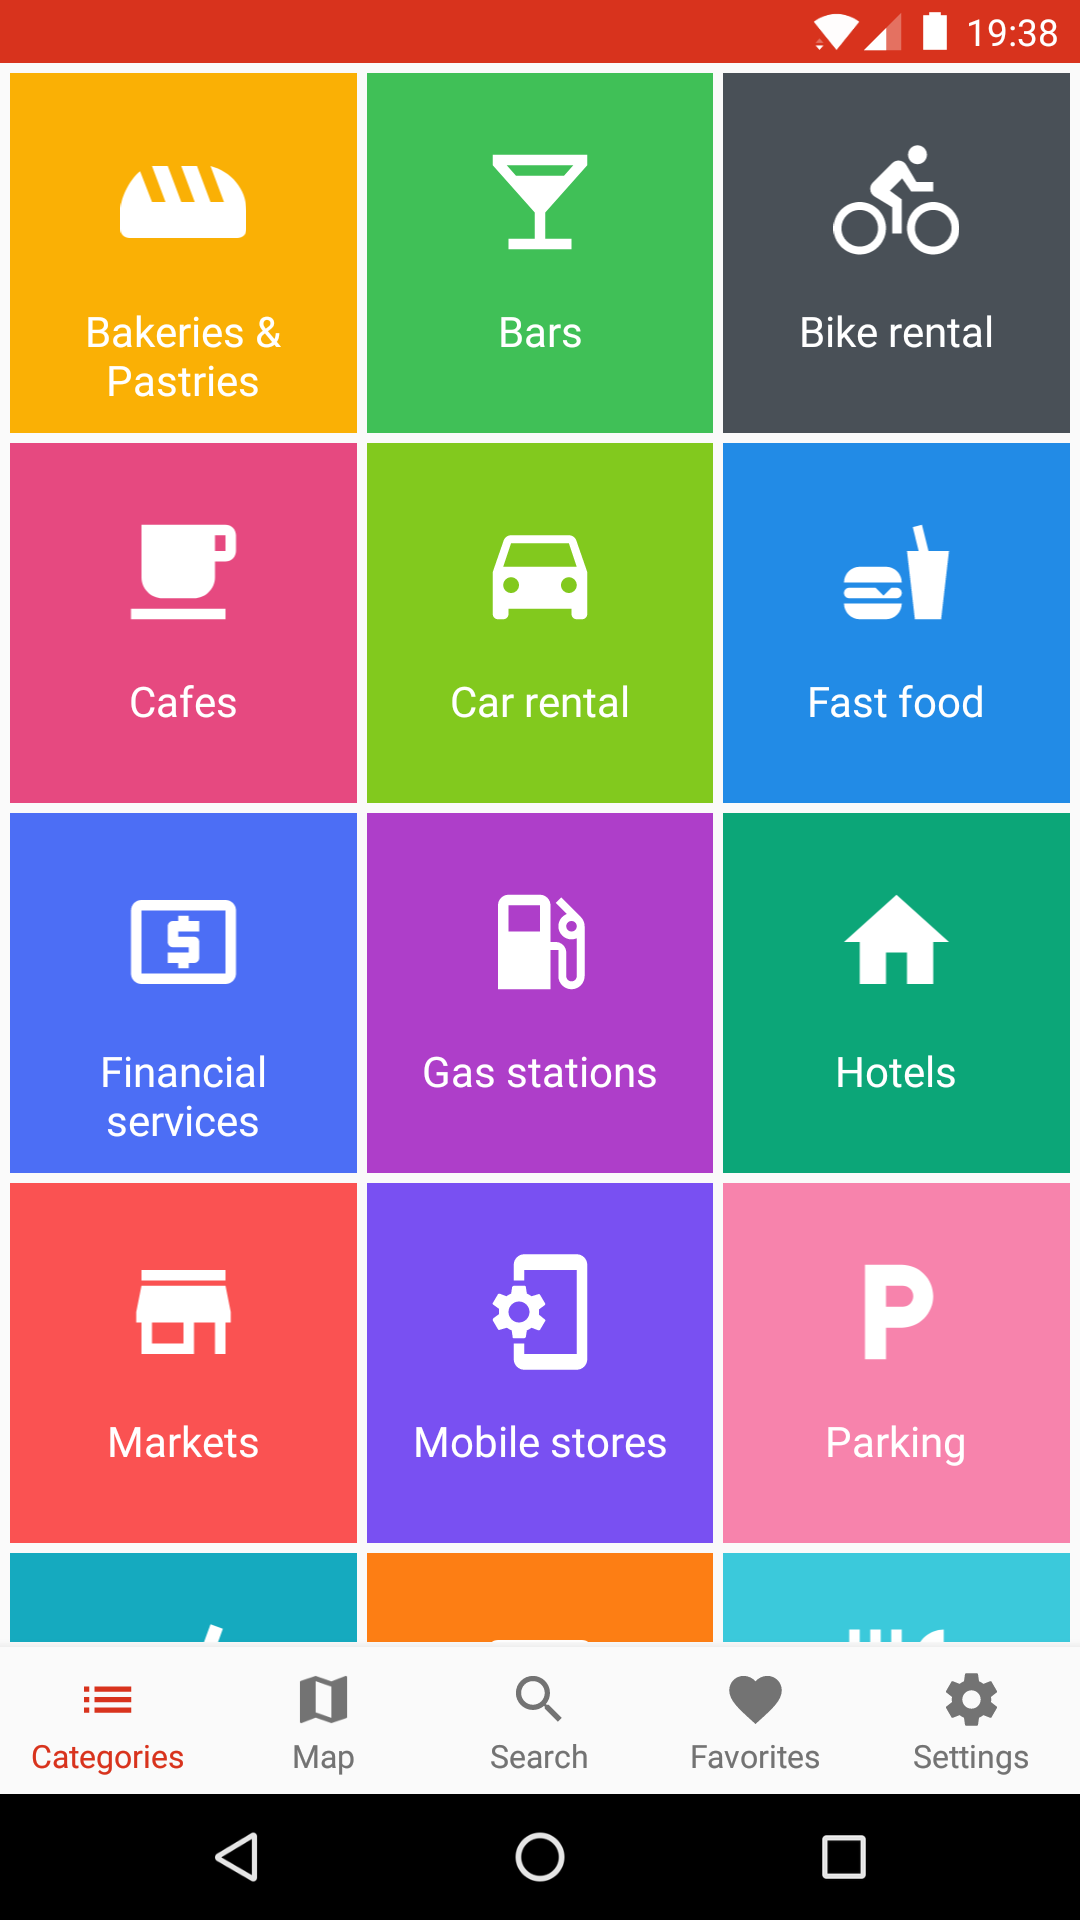 19:38
Bakeries &
Pastries
Bars
Bike rental
Cafes
Car rental
Fast food
Financial
services
Gas stations
Hotels
Markets
Mobile stores
Parking
Categories
Map
Search
Favorites
Settings